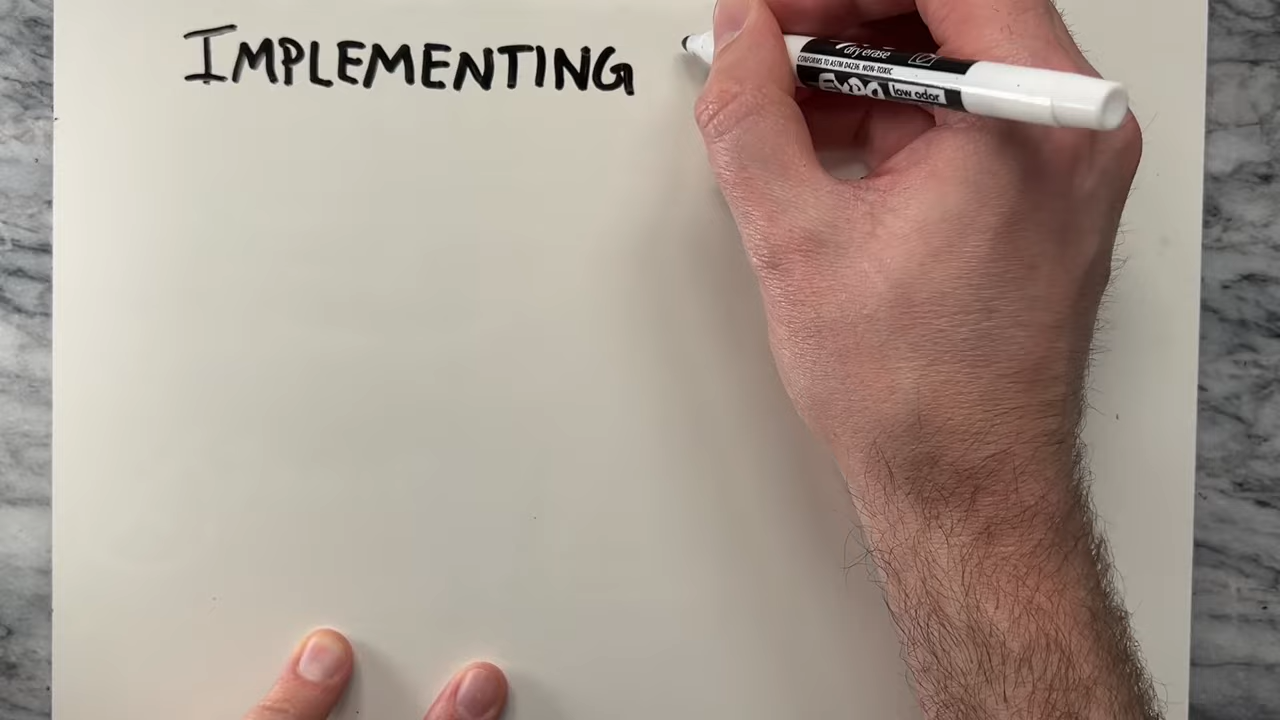 IMPLEMENTING
dry erase
CONFORMS TO ASTM D4236 NON-TOXIC
low odor